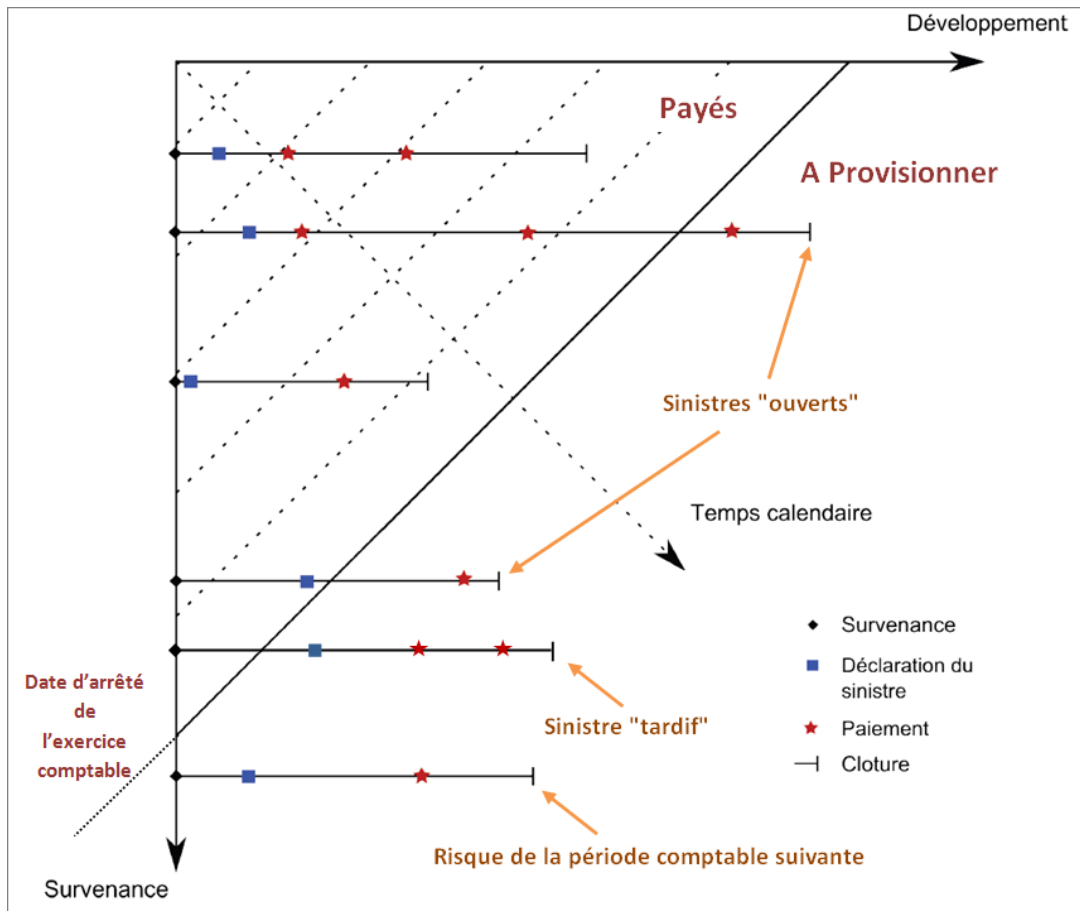 Développement
Payés
A Provisionner
Sinistres "ouverts"
Temps calendaire
Survenance
Déclaration du
sinistre
Paiement
Cloture
Date d'arrêté
de
l'exercice
comptable
Sinistre "tardif"
Risque de la période comptable suivante
Survenance